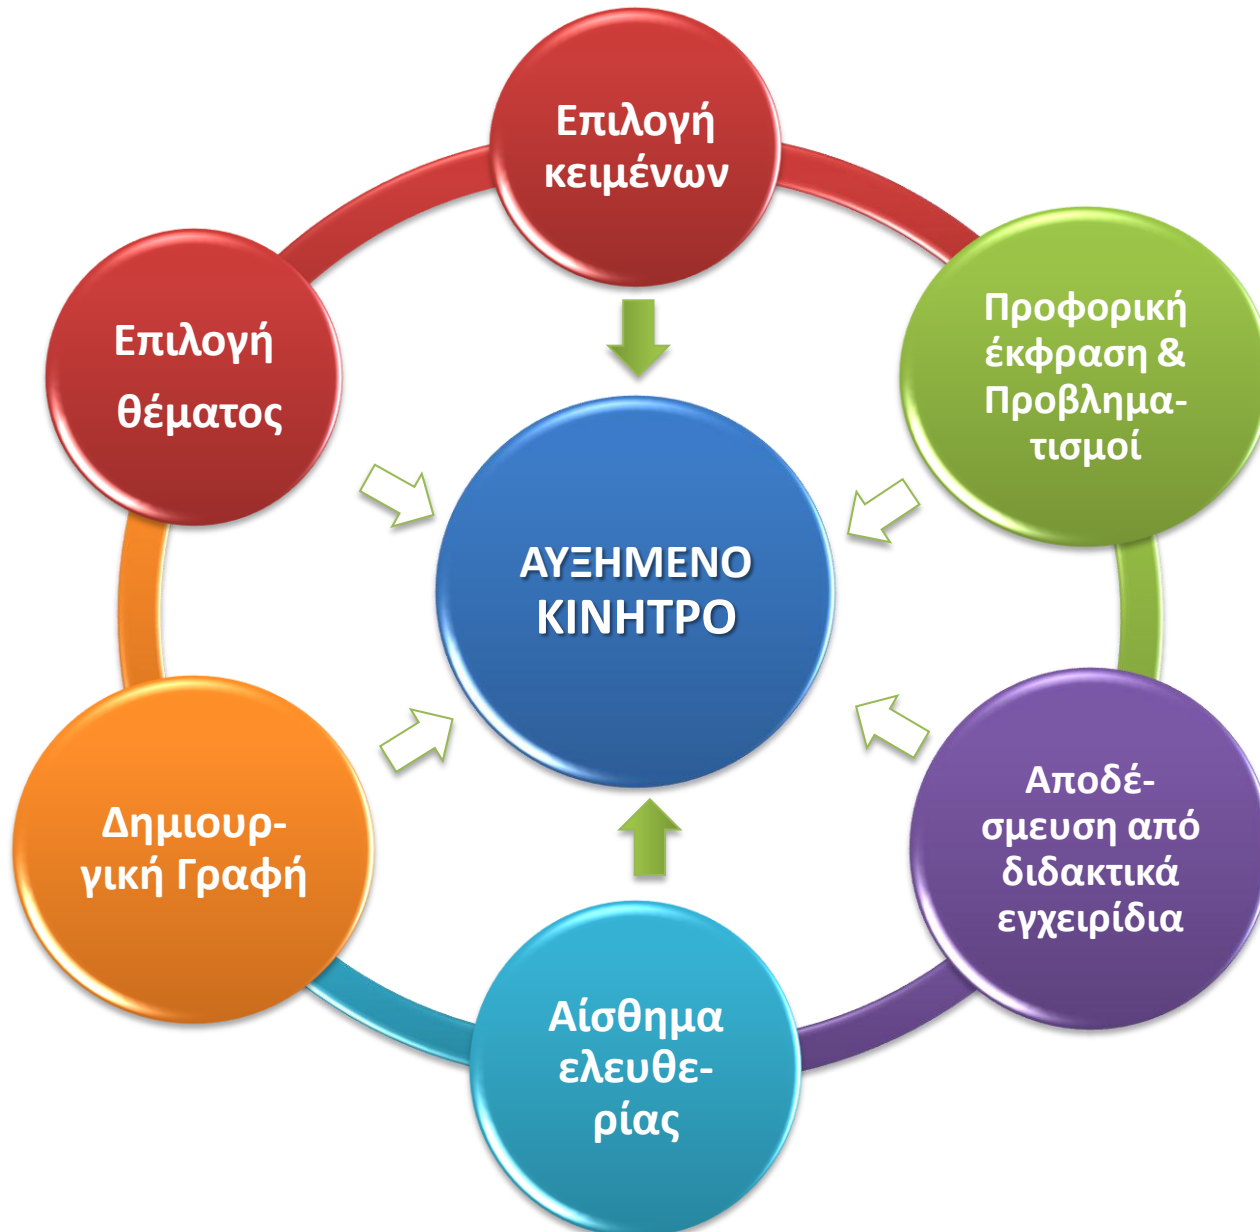 Επιλογή
κειμένων
Προφορική
έκφραση &
Προβλημα-
τισμοί
Επιλογή
θέματος
ΑΥΞΗΜΕΝΟ
ΚΙΝΗΤΡΟ
Αποδέ-
σμευση από
διδακτικά
εγχειρίδια
Δημιουρ-
γική Γραφή
Αίσθημα
ελευθε-
ρίας